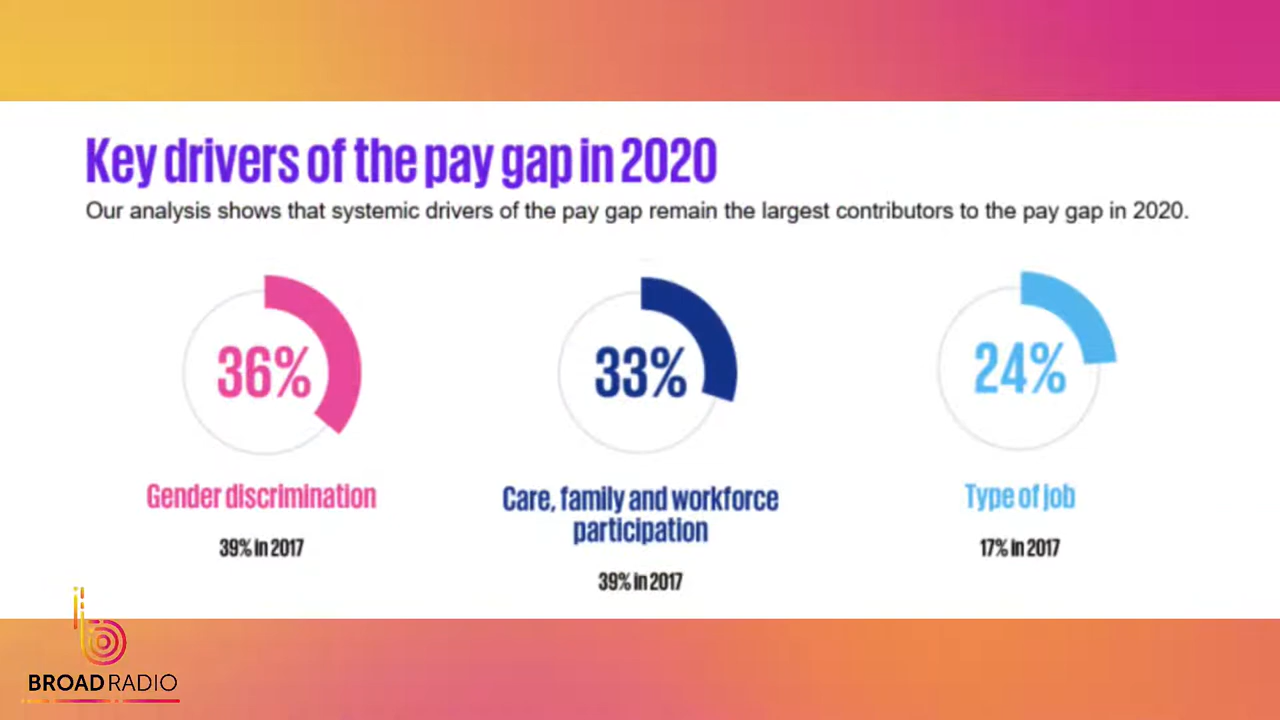 Key drivers of the pay gap in 2020
Our analysis shows that systemic drivers of the pay gap remain the largest contributors to the pay gap in 2020.
36%
33%
24%
Gender discrimination
Care, family and workforce
participation
Type of job
39% in 2017
39% in 2017
17% in 2017
BROADRADIO